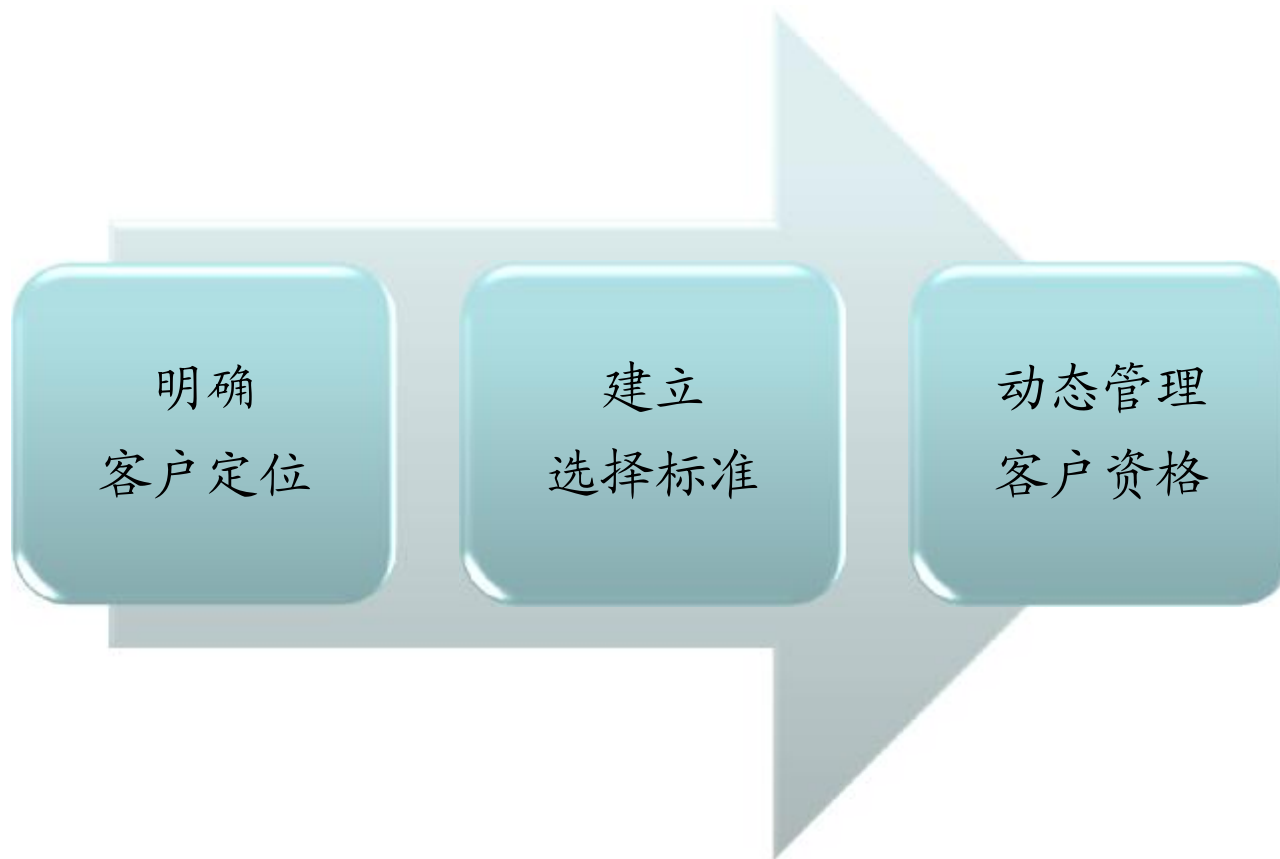 明确
客户定位
建立
选择标准
动态管理
客户资格